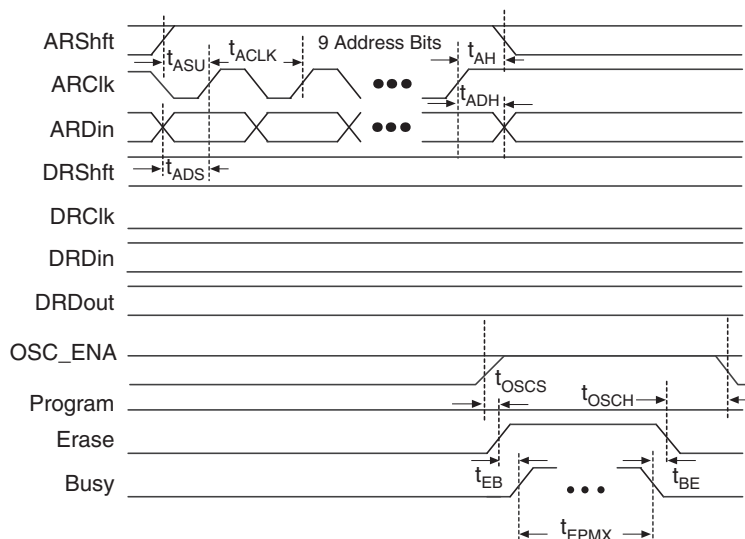 ARShft
9 Address Bits
tASU
tACLK
tAH
ARClk
tADH
ARDin
DRShft
tADS
DRClk
DRDin
DRDout
OSC_ENA
tOSCS
tOSCH
Program
Erase
tEB
tBE
Busy
tEPMX